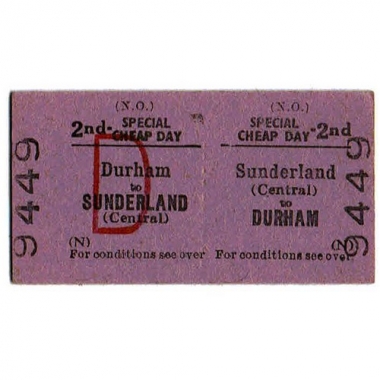 (N.O.) (N.O.)
2nd- SPECIAL CHEAP DAY SPECIAL CHEAP DAY -2nd
Durham Sunderland
to (Central)
SUNDERLAND to
(Central) DURHAM
(N) (N)
For conditions see over For conditions see over
9449 9449
D